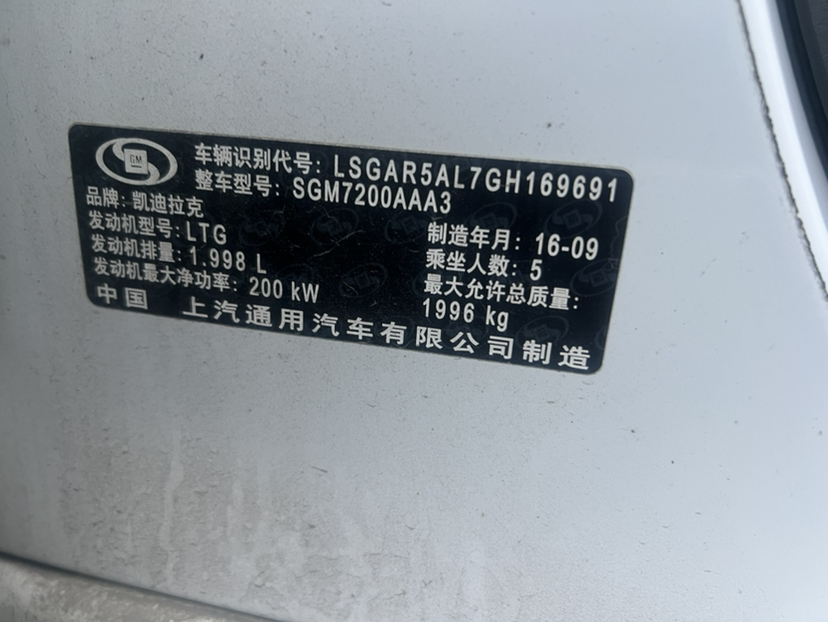 GM
车辆识别代号: LSGAR5AL7GH169691
整车型号: SGM7200AAA3
品牌: 凯迪拉克
发动机型号: LTG
制造年月: 16-09
发动机排量: 1.998 L
乘坐人数: 5
发动机最大净功率: 200 kW
最大允许总质量:
1996 kg
中国 上汽通用汽车有限公司制造